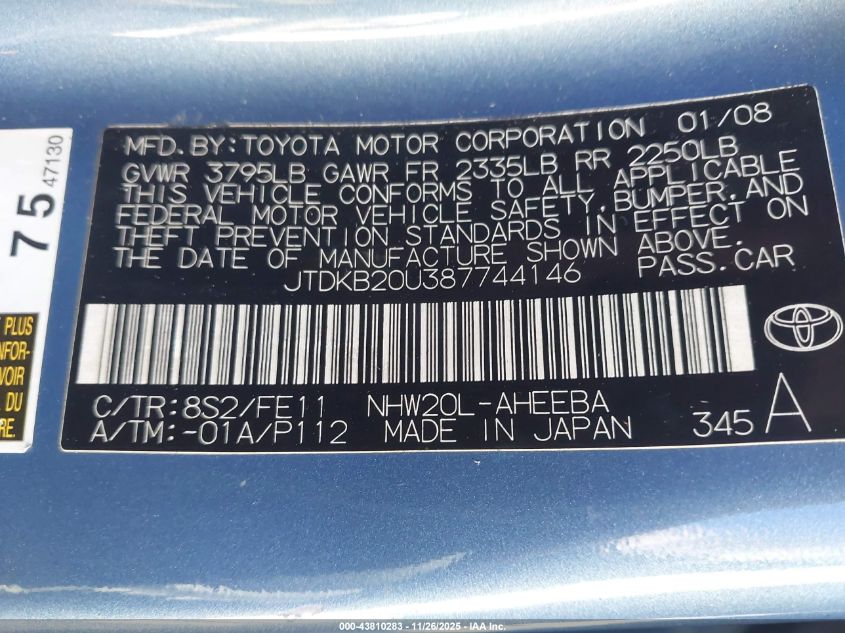 MFD. BY: TOYOTA MOTOR CORPORATION 01/08
GVWR 3795LB GAWR FR 2335LB RR 2250LB
THIS VEHICLE CONFORMS TO ALL APPLICABLE
FEDERAL MOTOR VEHICLE SAFETY, BUMPER, AND
THEFT PREVENTION STANDARDS IN EFFECT ON
THE DATE OF MANUFACTURE SHOWN ABOVE.
JTDKB20U387744146 PASS. CAR
C/TR: 8S2/FE11 NHW20L-AHEEBA
A/TM: -01A/P112 MADE IN JAPAN 345 A
75 47130
PLUS
NFOR-
VOIR
DU
RE.
000-43810283 - 11/26/2025 - IAA Inc.